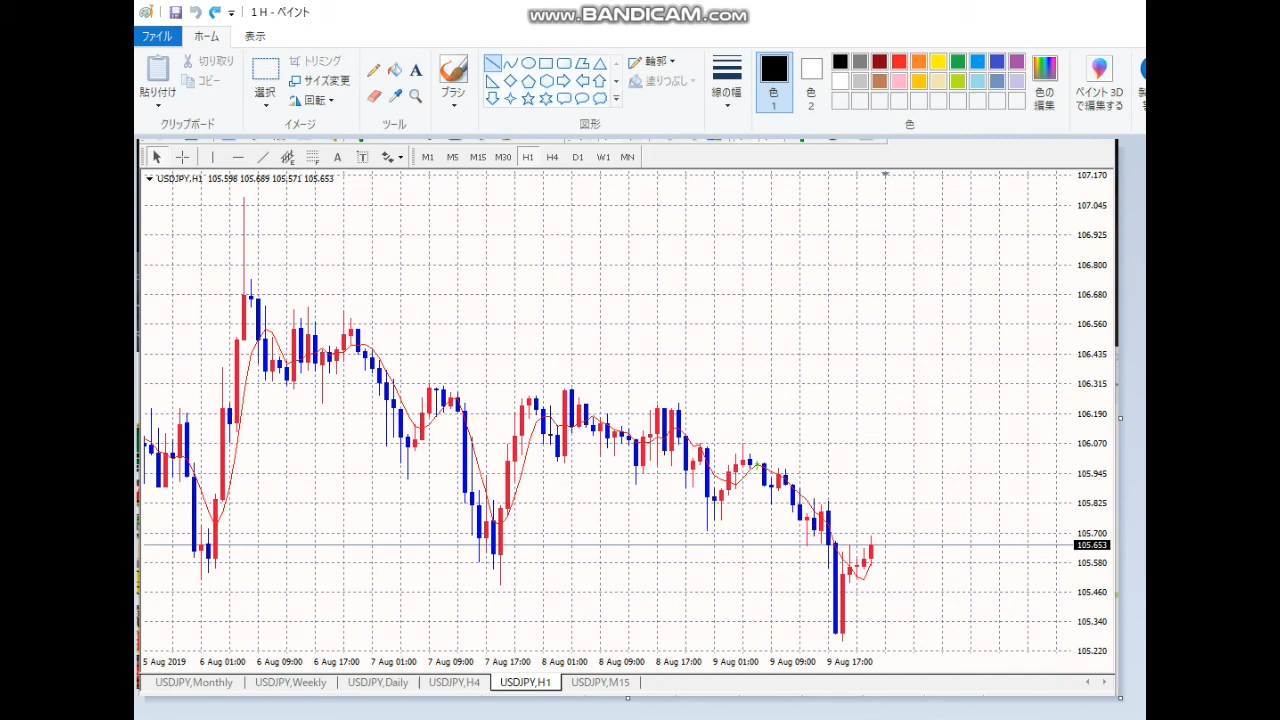 1 H - ペイント
www.BANDICAM.com
ファイル ホーム 表示
貼り付け
切り取り
コピー
クリップボード
選択
トリミング
サイズ変更
回転
イメージ
A
ツール
ブラシ
輪郭
塗りつぶし
図形
線の幅
色
1
色
2
色の
編集
色
ペイント 3D
で編集する
A T M1 M5 M15 M30 H1 H4 D1 W1 MN
USDJPY,H1 105.598 105.689 105.571 105.653
107.170
107.045
106.925
106.800
106.680
106.560
106.435
106.315
106.190
106.070
105.945
105.825
105.700
105.653
105.580
105.460
105.340
105.220
5 Aug 2019 6 Aug 01:00 6 Aug 09:00 6 Aug 17:00 7 Aug 01:00 7 Aug 09:00 7 Aug 17:00 8 Aug 01:00 8 Aug 09:00 8 Aug 17:00 9 Aug 01:00 9 Aug 09:00 9 Aug 17:00
USDJPY,Monthly USDJPY,Weekly USDJPY,Daily USDJPY,H4 USDJPY,H1 USDJPY,M15